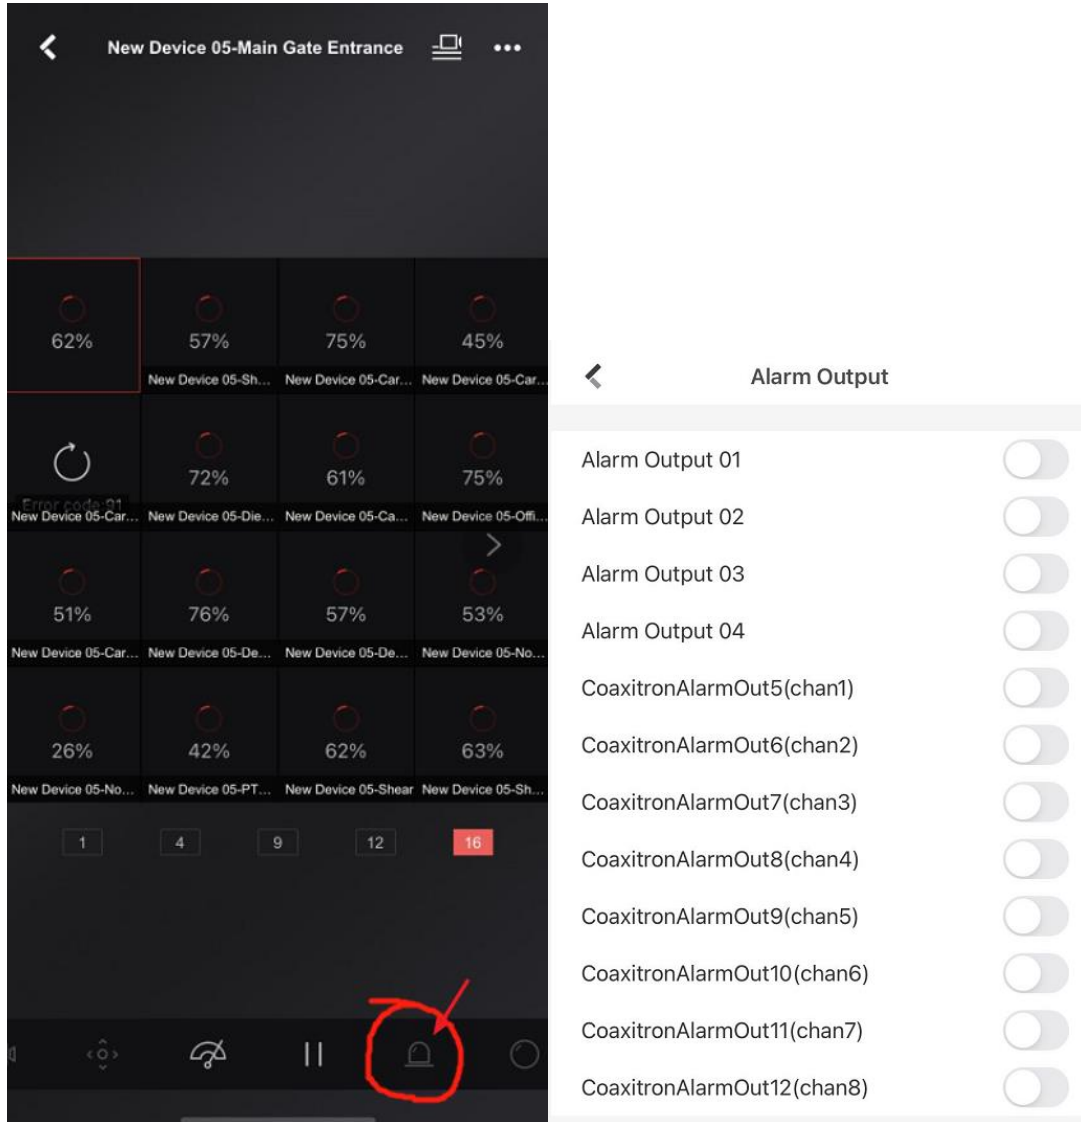 New Device 05-Main Gate Entrance
62% 57% 75% 45%
New Device 05-Sh... New Device 05-Car... New Device 05-Car...
72% 61% 75%
Error code:91
New Device 05-Car... New Device 05-Die... New Device 05-Ca... New Device 05-Offi...
51% 76% 57% 53%
New Device 05-Car... New Device 05-De... New Device 05-De... New Device 05-No...
26% 42% 62% 63%
New Device 05-No... New Device 05-PT... New Device 05-Shear New Device 05-Sh...
1 4 9 12 16
Alarm Output
Alarm Output 01
Alarm Output 02
Alarm Output 03
Alarm Output 04
CoaxitronAlarmOut5(chan1)
CoaxitronAlarmOut6(chan2)
CoaxitronAlarmOut7(chan3)
CoaxitronAlarmOut8(chan4)
CoaxitronAlarmOut9(chan5)
CoaxitronAlarmOut10(chan6)
CoaxitronAlarmOut11(chan7)
CoaxitronAlarmOut12(chan8)